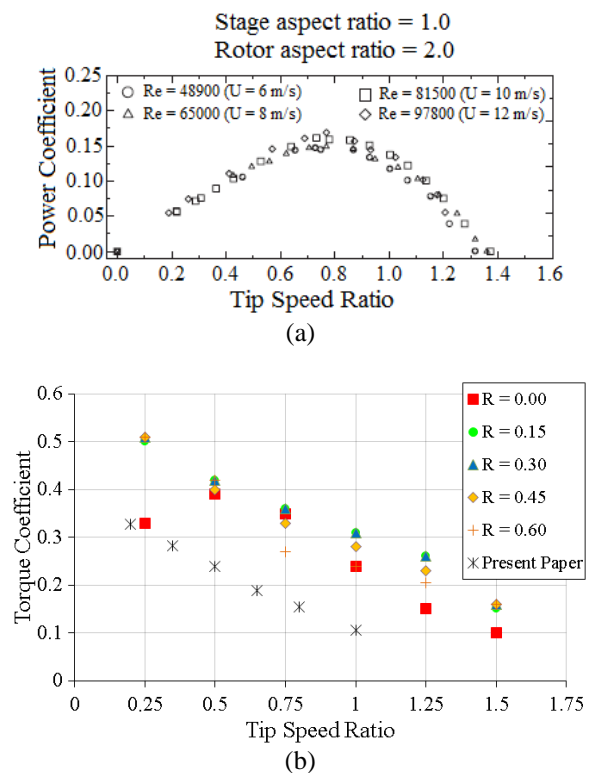 Stage aspect ratio = 1.0
Rotor aspect ratio = 2.0
Power Coefficient
0.25
0.20
0.15
0.10
0.05
0.00
Re = 48900 (U = 6 m/s)
Re = 81500 (U = 10 m/s)
Re = 65000 (U = 8 m/s)
Re = 97800 (U = 12 m/s)
0.0 0.2 0.4 0.6 0.8 1.0 1.2 1.4 1.6
Tip Speed Ratio
(a)
Torque Coefficient
0.6
0.5
0.4
0.3
0.2
0.1
0
R = 0.00
R = 0.15
R = 0.30
R = 0.45
R = 0.60
Present Paper
0 0.25 0.5 0.75 1 1.25 1.5 1.75
Tip Speed Ratio
(b)